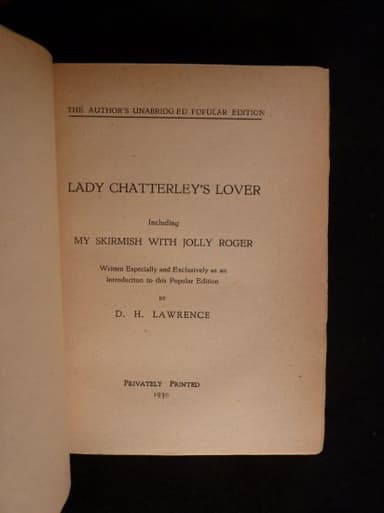 THE AUTHOR'S UNABRIDGED POPULAR EDITION
LADY CHATTERLEY'S LOVER
Including
MY SKIRMISH WITH JOLLY ROGER
Written Especially and Exclusively as an
Introduction to this Popular Edition
BY
D. H. LAWRENCE
PRIVATELY PRINTED
1930